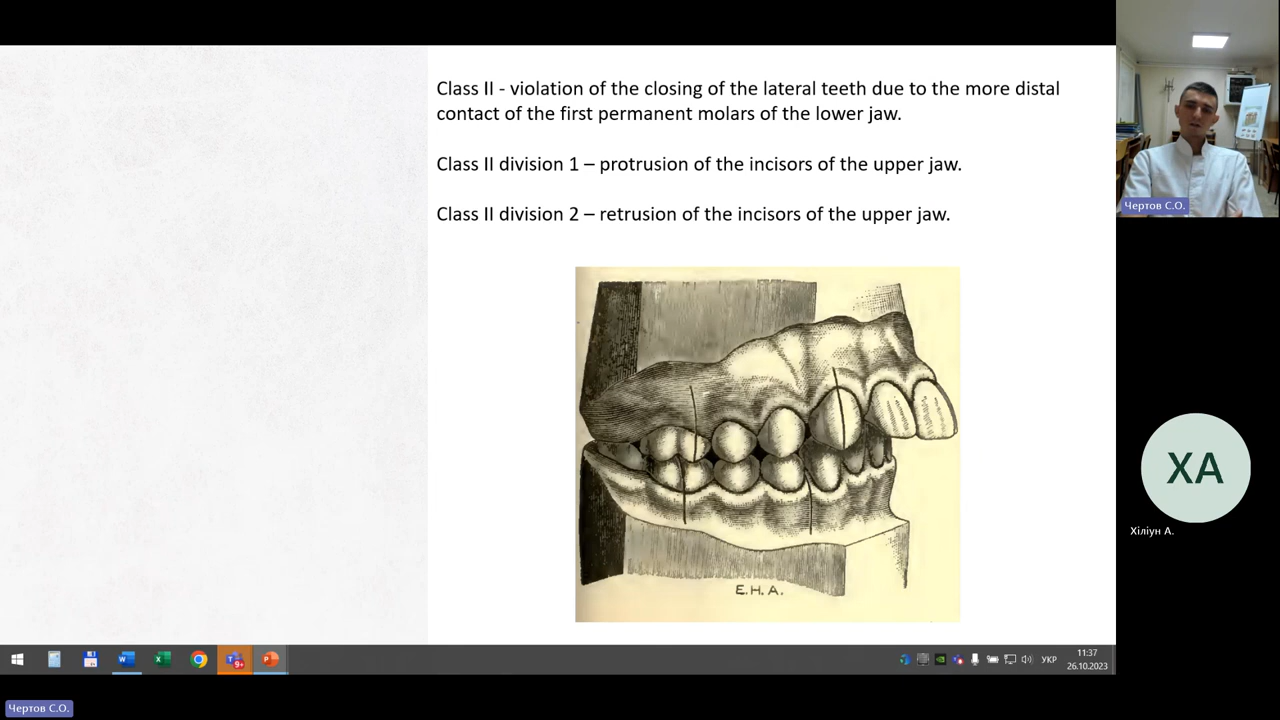 Class II - violation of the closing of the lateral teeth due to the more distal
contact of the first permanent molars of the lower jaw.
Class II division 1 – protrusion of the incisors of the upper jaw.
Class II division 2 – retrusion of the incisors of the upper jaw.
E.H.A.
Чертов С.О.
ХА
Хіліун А.
9+
УКР
11:37
26.10.2023
Чертов С.О.